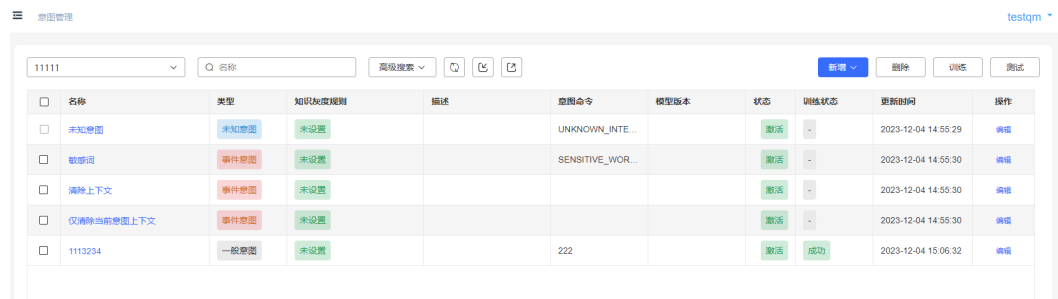 意图管理 testqm
11111 名称 高级搜索 新增 删除 训练 测试
名称 类型 知识灰度规则 描述 意图命令 模型版本 状态 训练状态 更新时间 操作
未知意图 未知意图 未设置 UNKNOWN_INTE... 激活 - 2023-12-04 14:55:29 编辑
敏感词 事件意图 未设置 SENSITIVE_WOR... 激活 - 2023-12-04 14:55:30 编辑
清除上下文 事件意图 未设置 激活 - 2023-12-04 14:55:30 编辑
仅清除当前意图上下文 事件意图 未设置 激活 - 2023-12-04 14:55:30 编辑
1113234 一般意图 未设置 222 激活 成功 2023-12-04 15:06:32 编辑